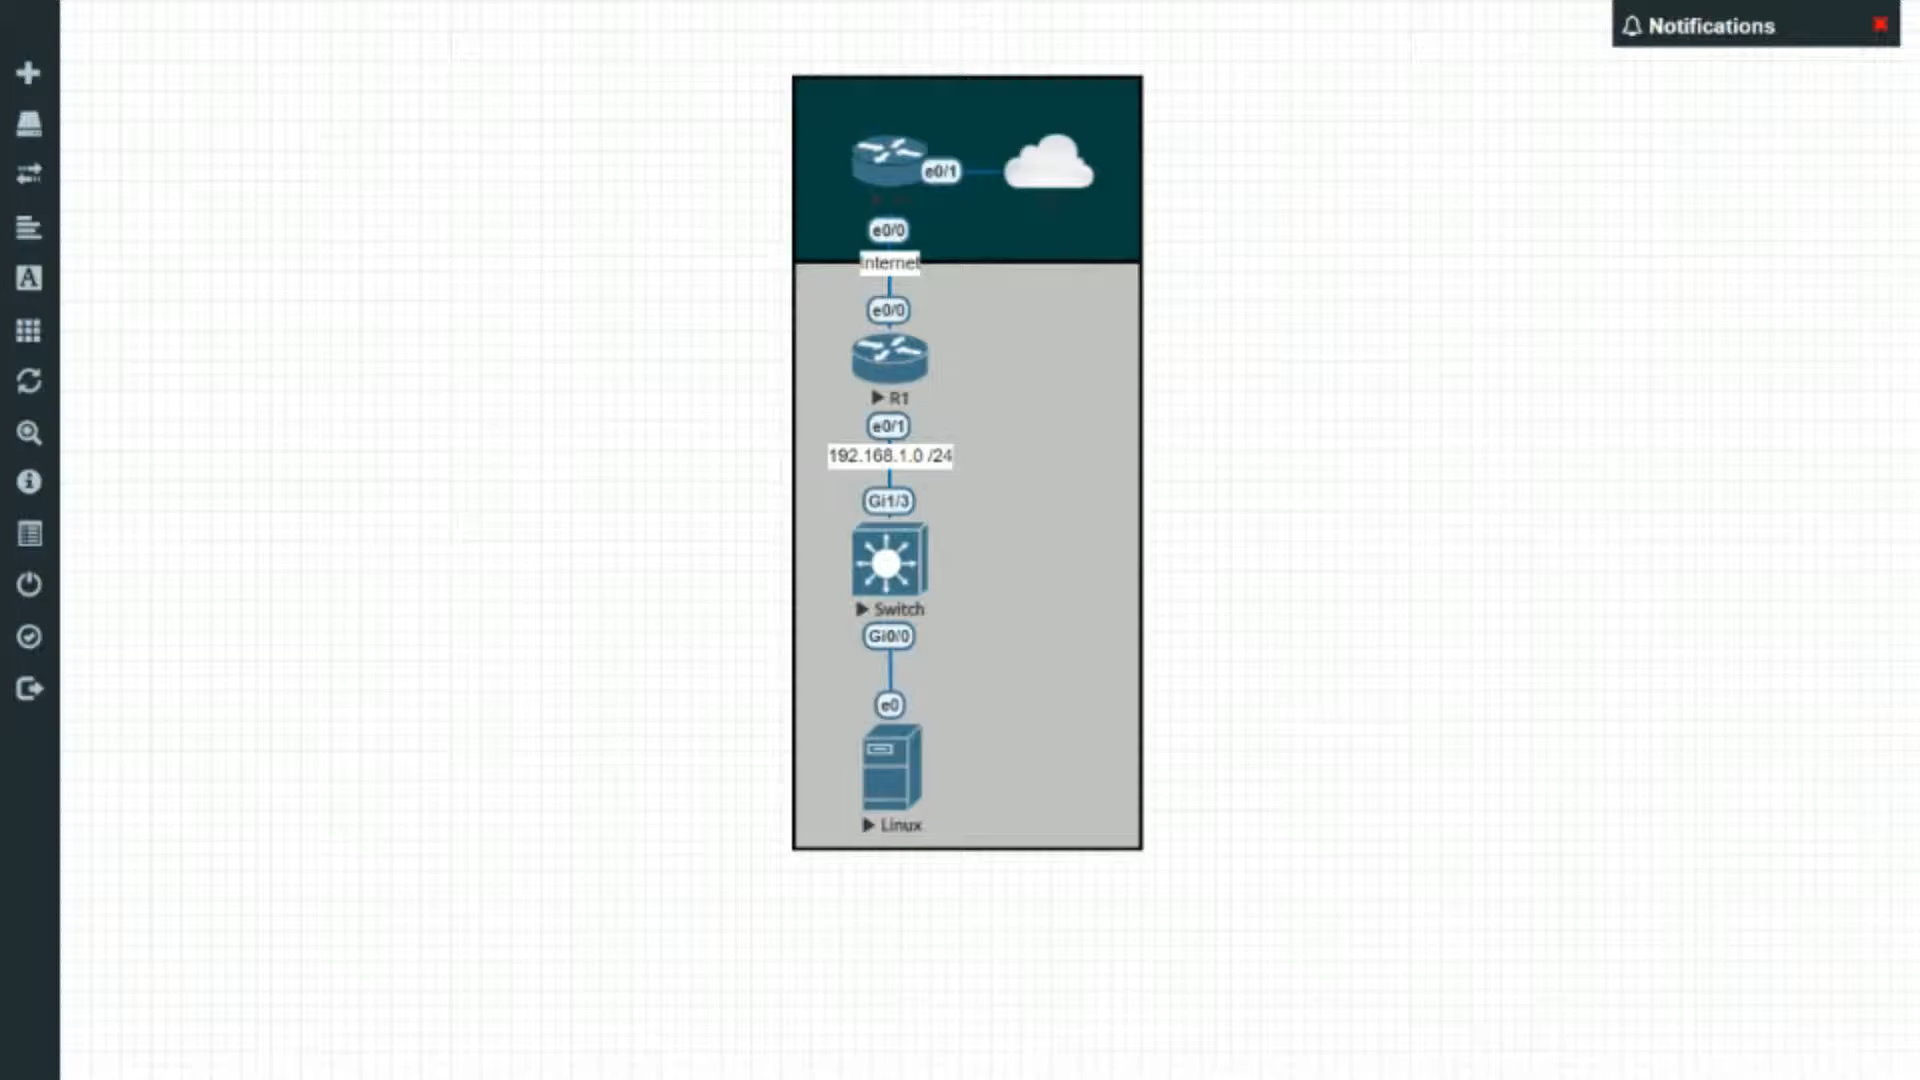 Notifications
e0/1
e0/0
Internet
e0/0
R1
e0/1
192.168.1.0 /24
Gi1/3
Switch
Gi0/0
e0
Linux